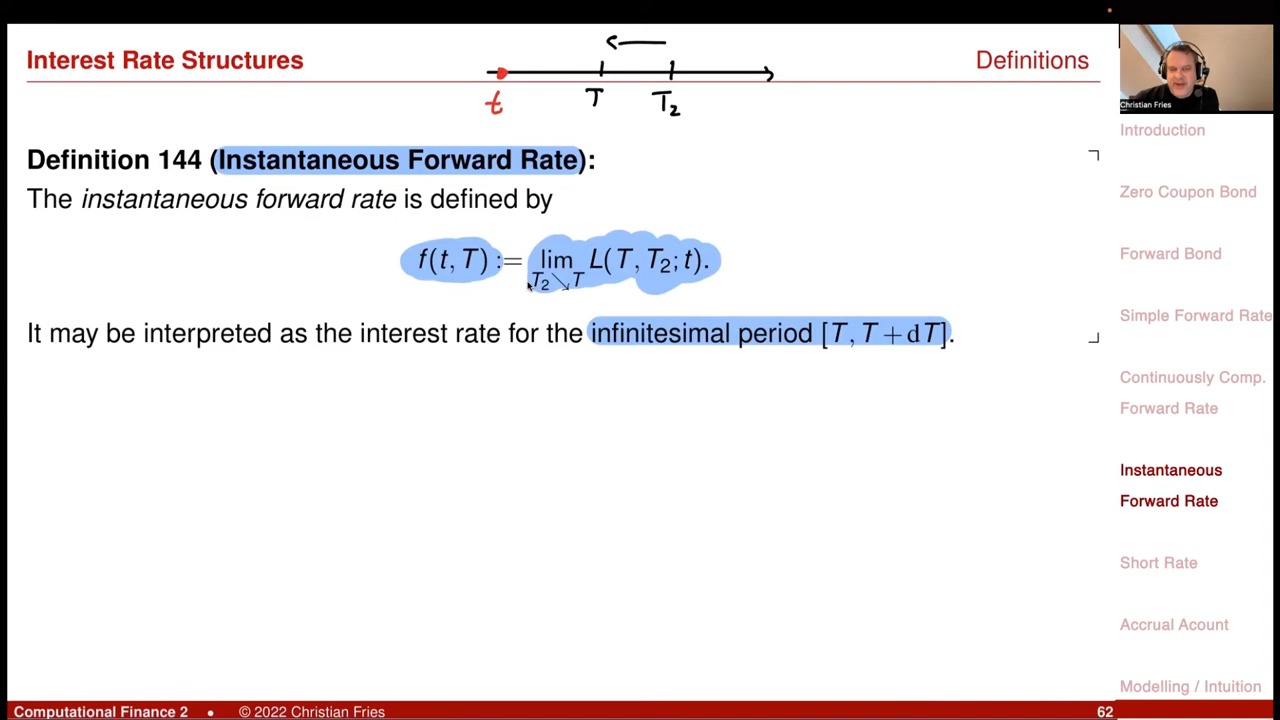 Interest Rate Structures
Definitions
t T T₂
Christian Fries
Definition 144 (Instantaneous Forward Rate):
The instantaneous forward rate is defined by
f(t, T) := lim L(T, T₂; t).
T₂↘T
It may be interpreted as the interest rate for the infinitesimal period [T, T + dT].
Introduction
Zero Coupon Bond
Forward Bond
Simple Forward Rate
Continuously Comp.
Forward Rate
Instantaneous
Forward Rate
Short Rate
Accrual Acount
Modelling / Intuition
Computational Finance 2 • © 2022 Christian Fries
62